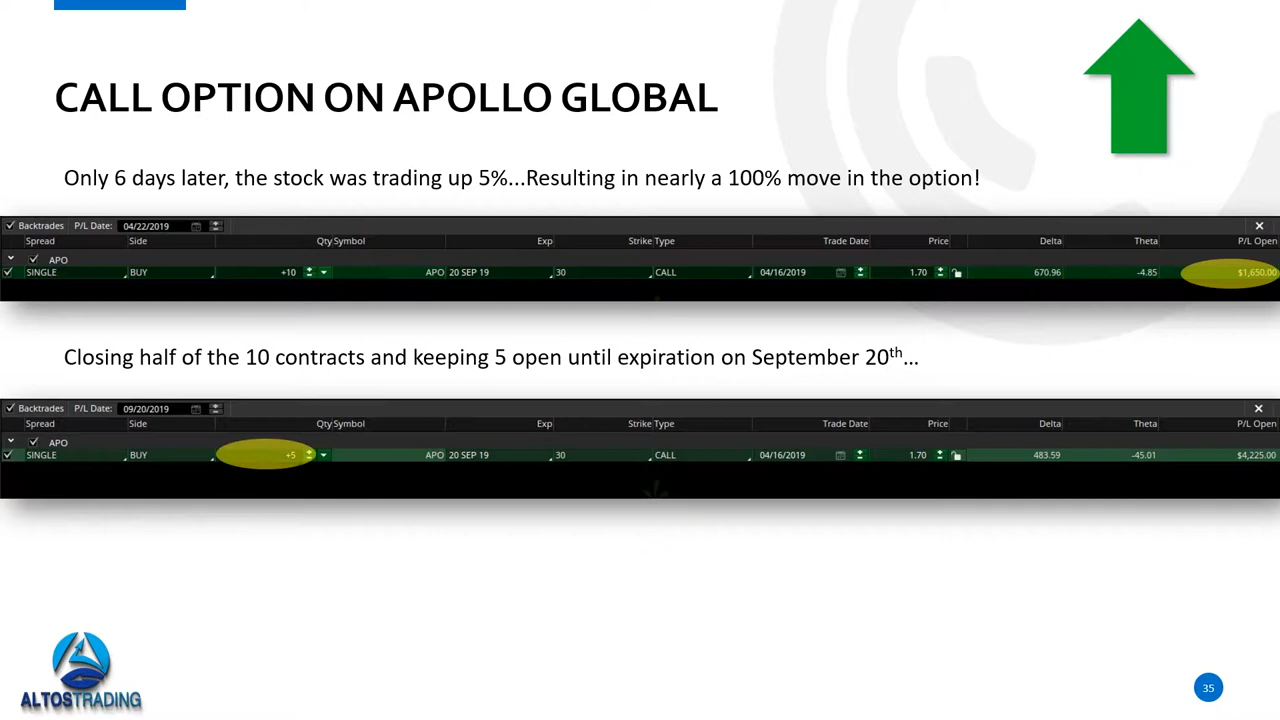 CALL OPTION ON APOLLO GLOBAL
Only 6 days later, the stock was trading up 5%...Resulting in nearly a 100% move in the option!
Backtrades P/L Date: 04/22/2019
Spread Side Qty Symbol Exp Strike Type Trade Date Price Delta Theta P/L Open
APO
SINGLE BUY +10 APO 20 SEP 19 30 CALL 04/16/2019 1.70 670.96 -4.85 $1,650.00
Closing half of the 10 contracts and keeping 5 open until expiration on September 20th...
Backtrades P/L Date: 09/20/2019
Spread Side Qty Symbol Exp Strike Type Trade Date Price Delta Theta P/L Open
APO
SINGLE BUY +5 APO 20 SEP 19 30 CALL 04/16/2019 1.70 483.59 -45.01 $4,225.00
ALTOSTRADING
35